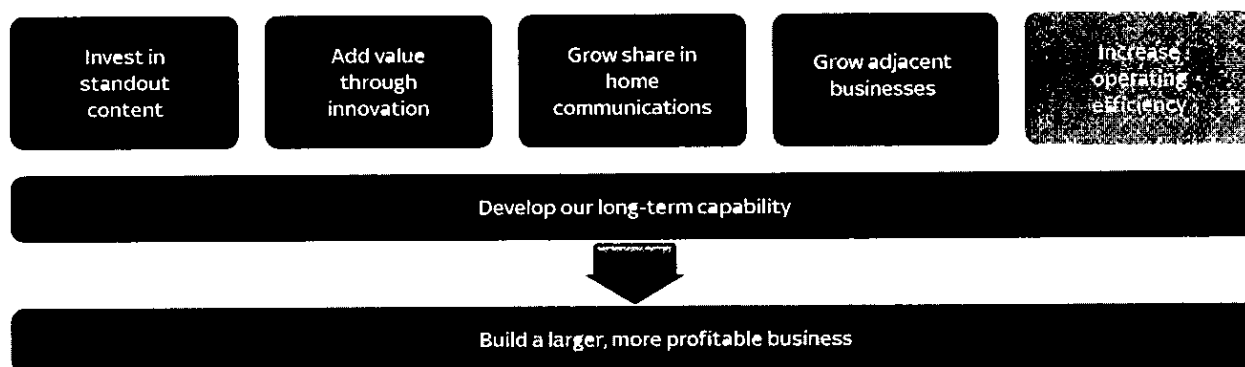 Invest in
standout
content
Add value
through
innovation
Grow share in
home
communications
Grow adjacent
businesses
Increase
operating
efficiency
Develop our long-term capability
Build a larger, more profitable business